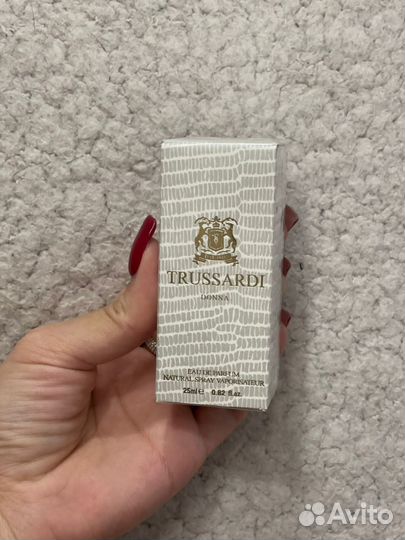 TRUSSARDI
DONNA
EAU DE PARFUM
NATURAL SPRAY VAPORISATEUR
25ml e 0.82 fl.oz.
Avito